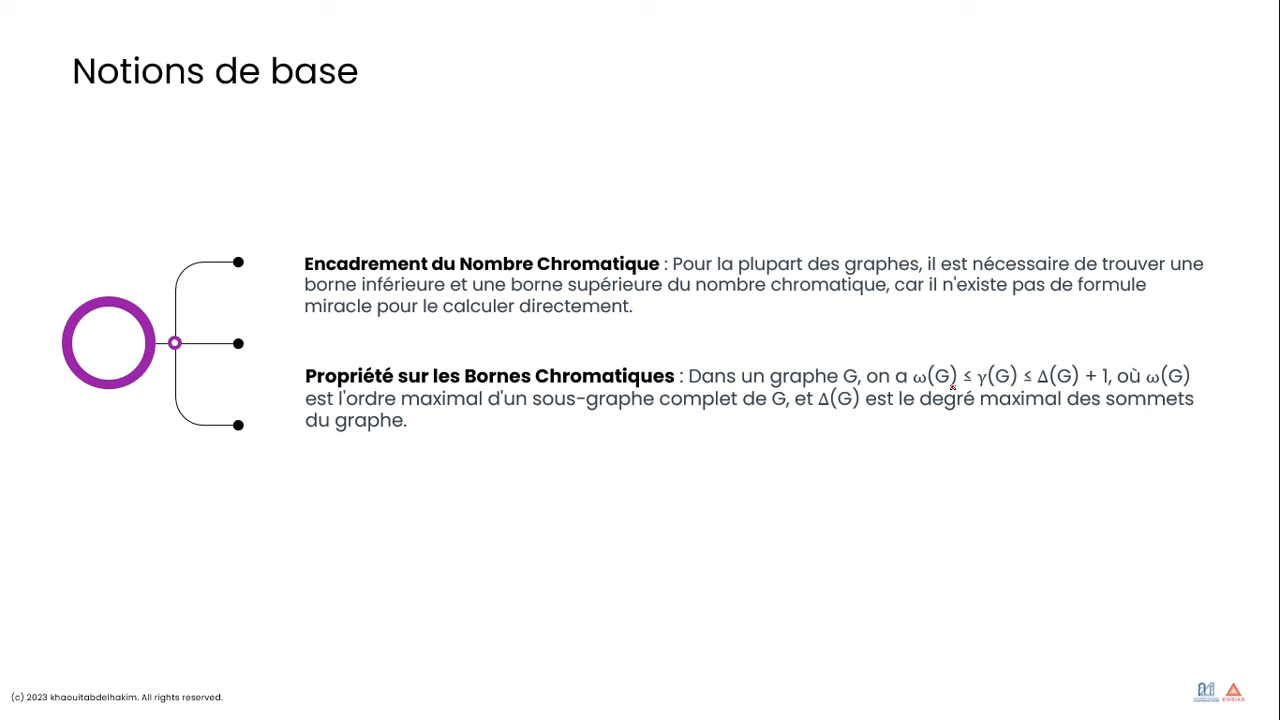 Notions de base
Encadrement du Nombre Chromatique : Pour la plupart des graphes, il est nécessaire de trouver une
borne inférieure et une borne supérieure du nombre chromatique, car il n'existe pas de formule
miracle pour le calculer directement.
Propriété sur les Bornes Chromatiques : Dans un graphe G, on a ω(G) ≤ γ(G) ≤ Δ(G) + 1, où ω(G)
est l'ordre maximal d'un sous-graphe complet de G, et Δ(G) est le degré maximal des sommets
du graphe.
(c) 2023 khaouitabdelhakim. All rights reserved.
ENSIAS